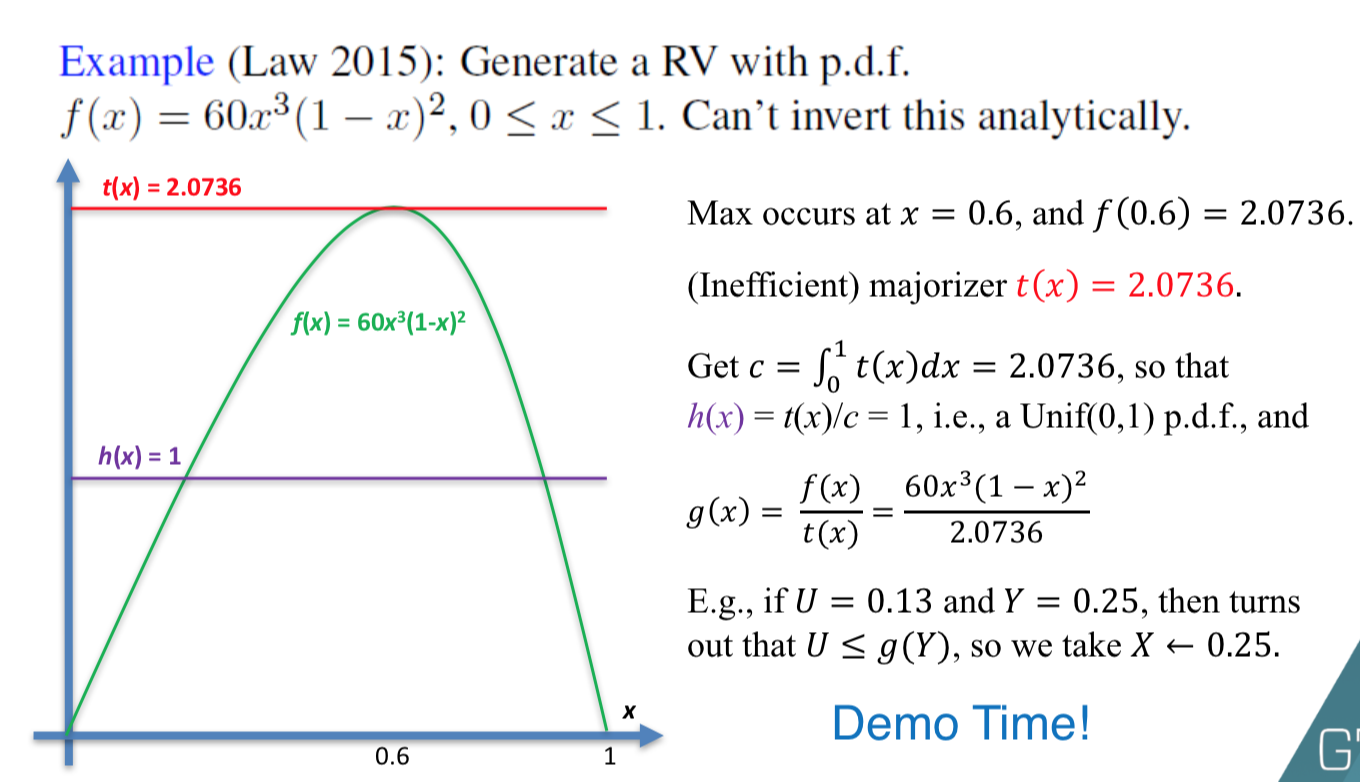 Example (Law 2015): Generate a RV with p.d.f.
f(x) = 60x³(1 − x)², 0 ≤ x ≤ 1. Can't invert this analytically.
t(x) = 2.0736
f(x) = 60x³(1-x)²
h(x) = 1
x
0.6
1
Max occurs at x = 0.6, and f(0.6) = 2.0736.
(Inefficient) majorizer t(x) = 2.0736.
Get c = ∫₀¹ t(x)dx = 2.0736, so that
h(x) = t(x)/c = 1, i.e., a Unif(0,1) p.d.f., and
g(x) = f(x)/t(x) = 60x³(1 − x)²/2.0736
E.g., if U = 0.13 and Y = 0.25, then turns
out that U ≤ g(Y), so we take X ← 0.25.
Demo Time!
G